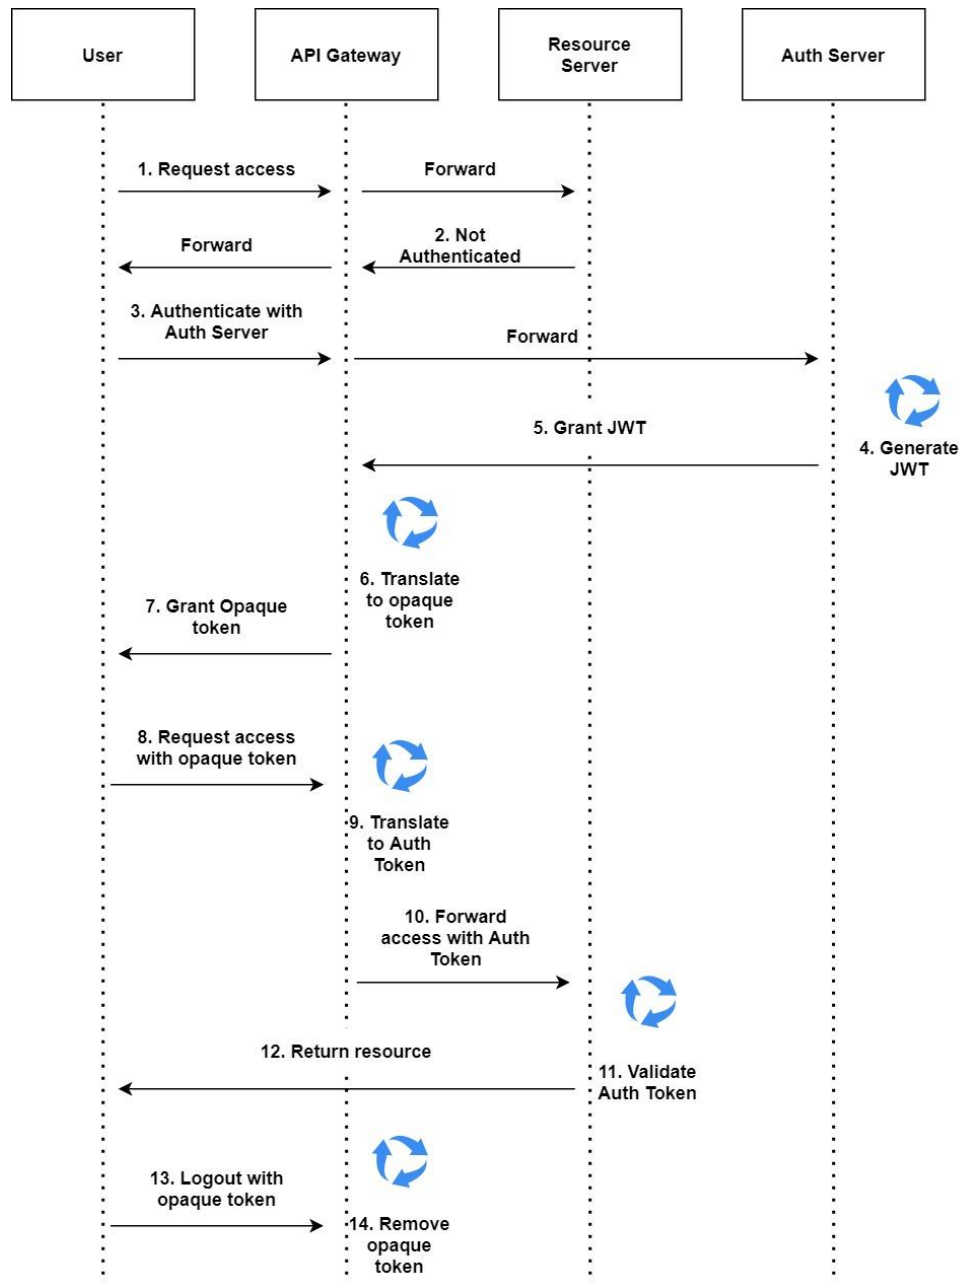 User
API Gateway
Resource
Server
Auth Server
1. Request access
Forward
Forward
2. Not
Authenticated
3. Authenticate with
Auth Server
Forward
5. Grant JWT
4. Generate
JWT
6. Translate
to opaque
token
7. Grant Opaque
token
8. Request access
with opaque token
9. Translate
to Auth
Token
10. Forward
access with Auth
Token
12. Return resource
11. Validate
Auth Token
13. Logout with
opaque token
14. Remove
opaque
token